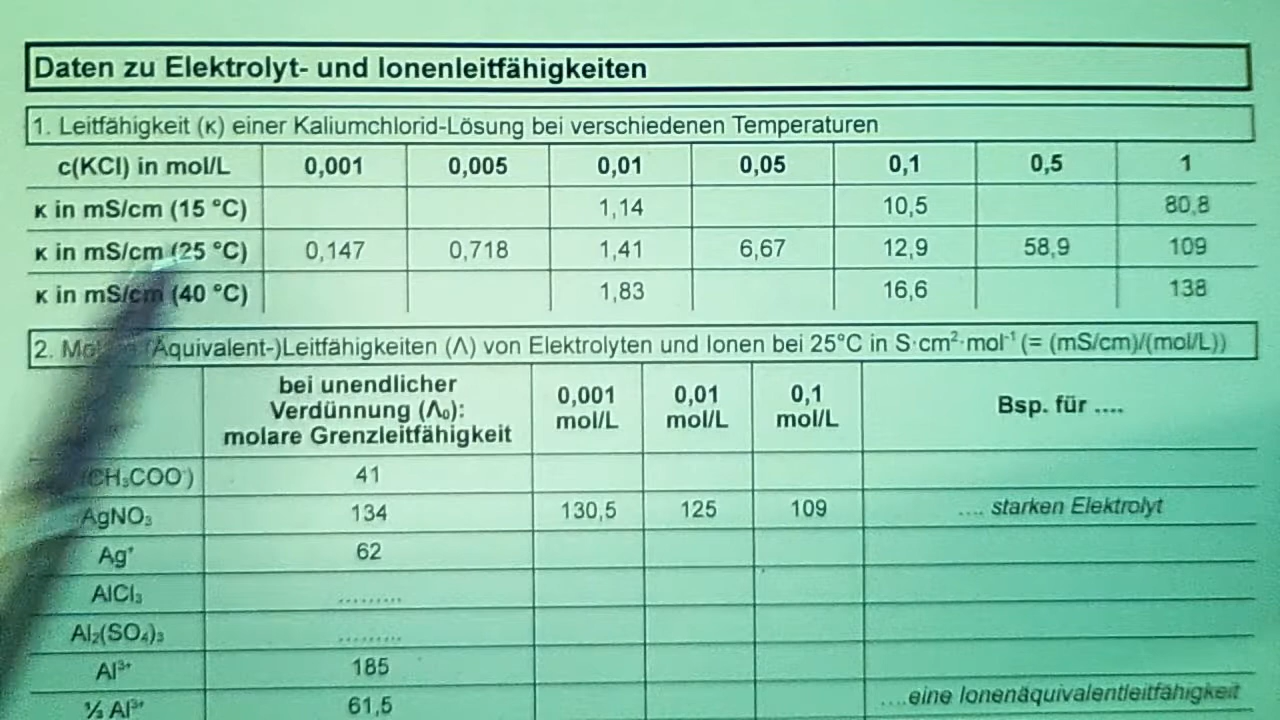 Daten zu Elektrolyt- und Ionenleitfähigkeiten
1. Leitfähigkeit (κ) einer Kaliumchlorid-Lösung bei verschiedenen Temperaturen
c(KCl) in mol/L 0,001 0,005 0,01 0,05 0,1 0,5 1
κ in mS/cm (15 °C) 1,14 10,5 80,8
κ in mS/cm (25 °C) 0,147 0,718 1,41 6,67 12,9 58,9 109
κ in mS/cm (40 °C) 1,83 16,6 138
2. (Äquivalent-)Leitfähigkeiten (Λ) von Elektrolyten und Ionen bei 25°C in S·cm²·mol⁻¹ (= (mS/cm)/(mol/L))
bei unendlicher Verdünnung (Λ₀): molare Grenzleitfähigkeit 0,001 mol/L 0,01 mol/L 0,1 mol/L Bsp. für ....
(CH₃COO⁻) 41
AgNO₃ 134 130,5 125 109 .... starken Elektrolyt
Ag⁺ 62
AlCl₃ .........
Al₂(SO₄)₃ .........
Al³⁺ 185
⅓ Al³⁺ 61,5 ....eine Ionenäquivalentleitfähigkeit